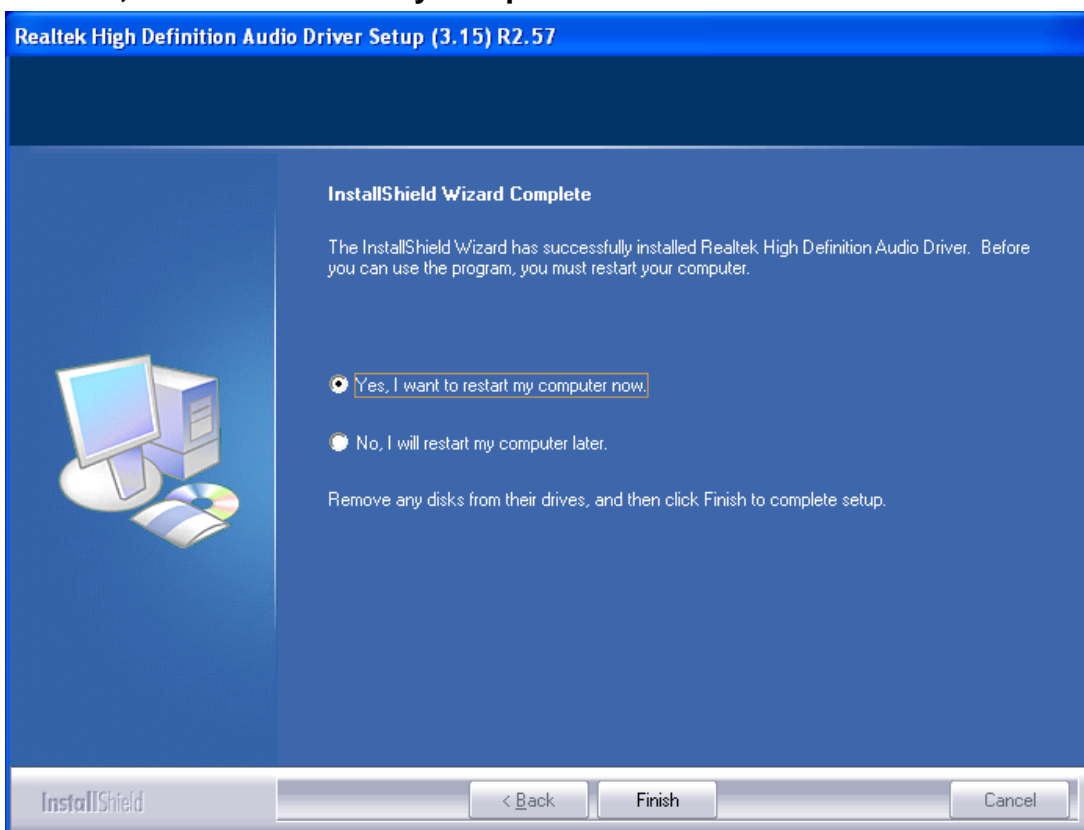 Realtek High Definition Audio Driver Setup (3.15) R2.57
InstallShield Wizard Complete
The InstallShield Wizard has successfully installed Realtek High Definition Audio Driver. Before
you can use the program, you must restart your computer.
Yes, I want to restart my computer now.
No, I will restart my computer later.
Remove any disks from their drives, and then click Finish to complete setup.
InstallShield
< Back
Finish
Cancel